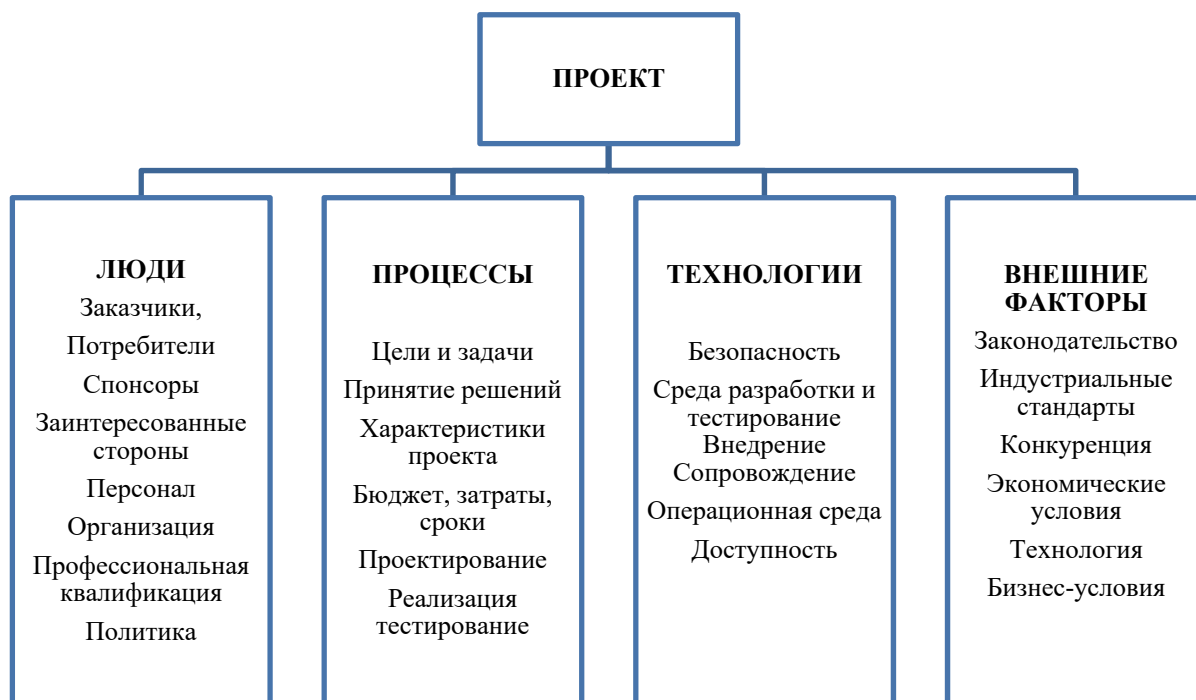 ПРОЕКТ
ЛЮДИ
Заказчики,
Потребители
Спонсоры
Заинтересованные
стороны
Персонал
Организация
Профессиональная
квалификация
Политика
ПРОЦЕССЫ
Цели и задачи
Принятие решений
Характеристики
проекта
Бюджет, затраты,
сроки
Проектирование
Реализация
тестирование
ТЕХНОЛОГИИ
Безопасность
Среда разработки и
тестирование
Внедрение
Сопровождение
Операционная среда
Доступность
ВНЕШНИЕ
ФАКТОРЫ
Законодательство
Индустриальные
стандарты
Конкуренция
Экономические
условия
Технология
Бизнес-условия